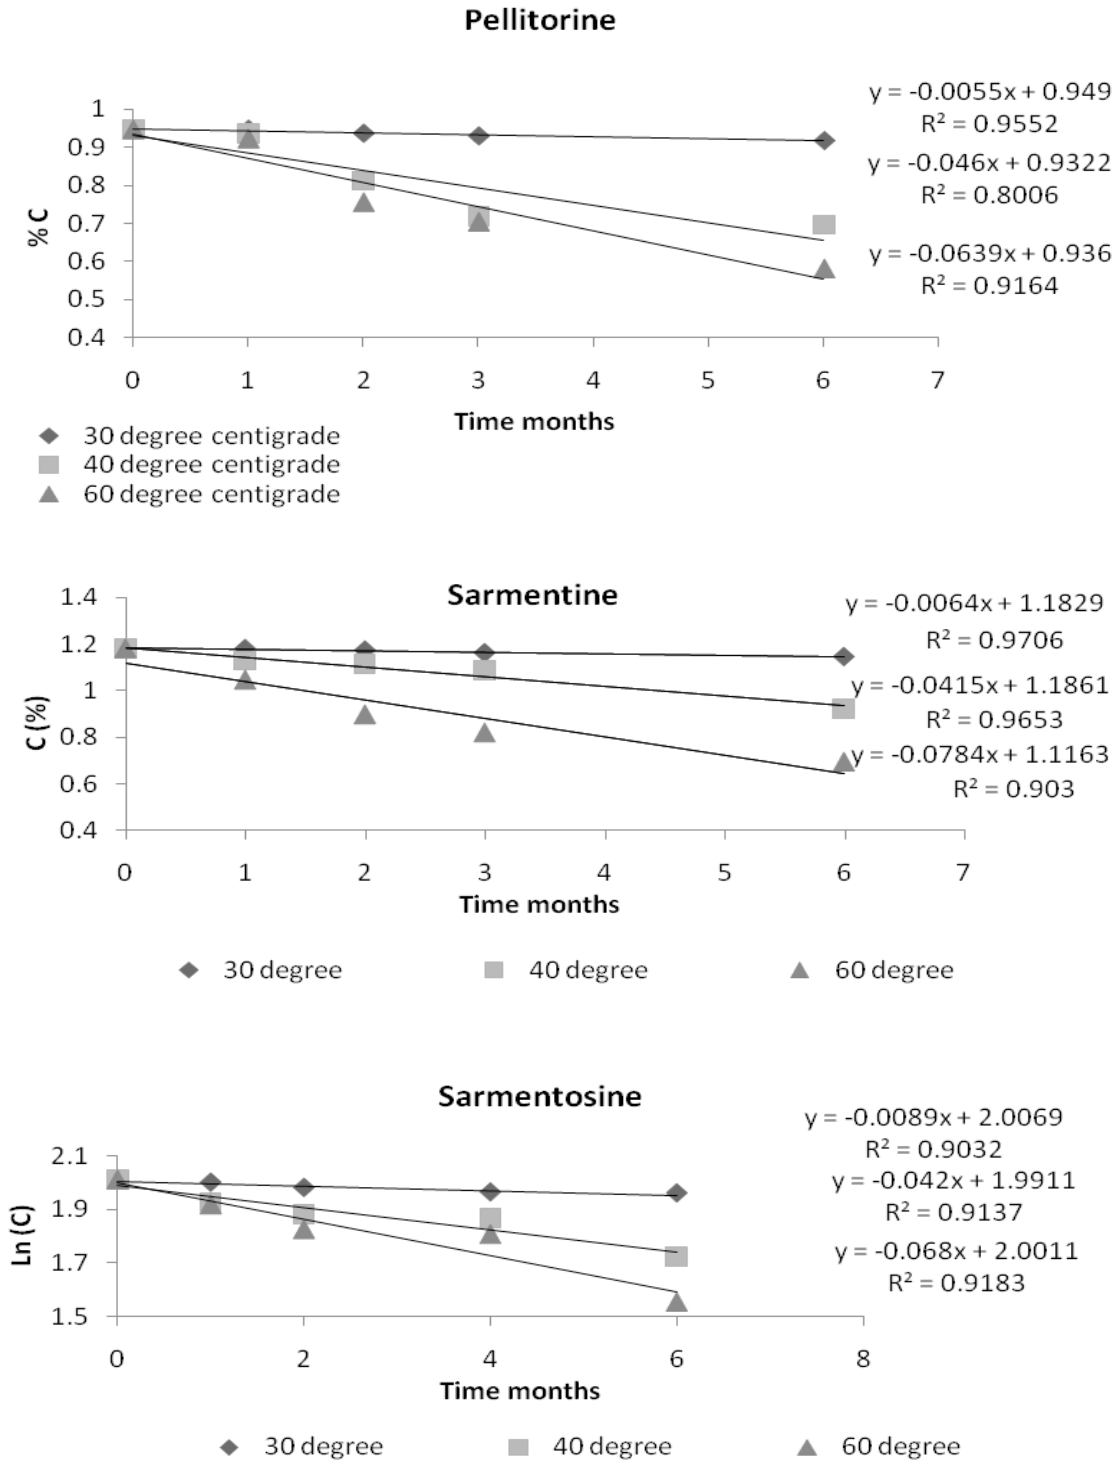 Pellitorine
y = -0.0055x + 0.949
R² = 0.9552
y = -0.046x + 0.9322
R² = 0.8006
y = -0.0639x + 0.936
R² = 0.9164
1
0.9
0.8
0.7
0.6
0.5
0.4
% C
0 1 2 3 4 5 6 7
Time months
30 degree centigrade
40 degree centigrade
60 degree centigrade
Sarmentine
y = -0.0064x + 1.1829
R² = 0.9706
y = -0.0415x + 1.1861
R² = 0.9653
y = -0.0784x + 1.1163
R² = 0.903
1.4
1.2
1
0.8
0.6
0.4
C (%)
0 1 2 3 4 5 6 7
Time months
30 degree 40 degree 60 degree
Sarmentosine
y = -0.0089x + 2.0069
R² = 0.9032
y = -0.042x + 1.9911
R² = 0.9137
y = -0.068x + 2.0011
R² = 0.9183
2.1
1.9
1.7
1.5
Ln (C)
0 2 4 6 8
Time months
30 degree 40 degree 60 degree